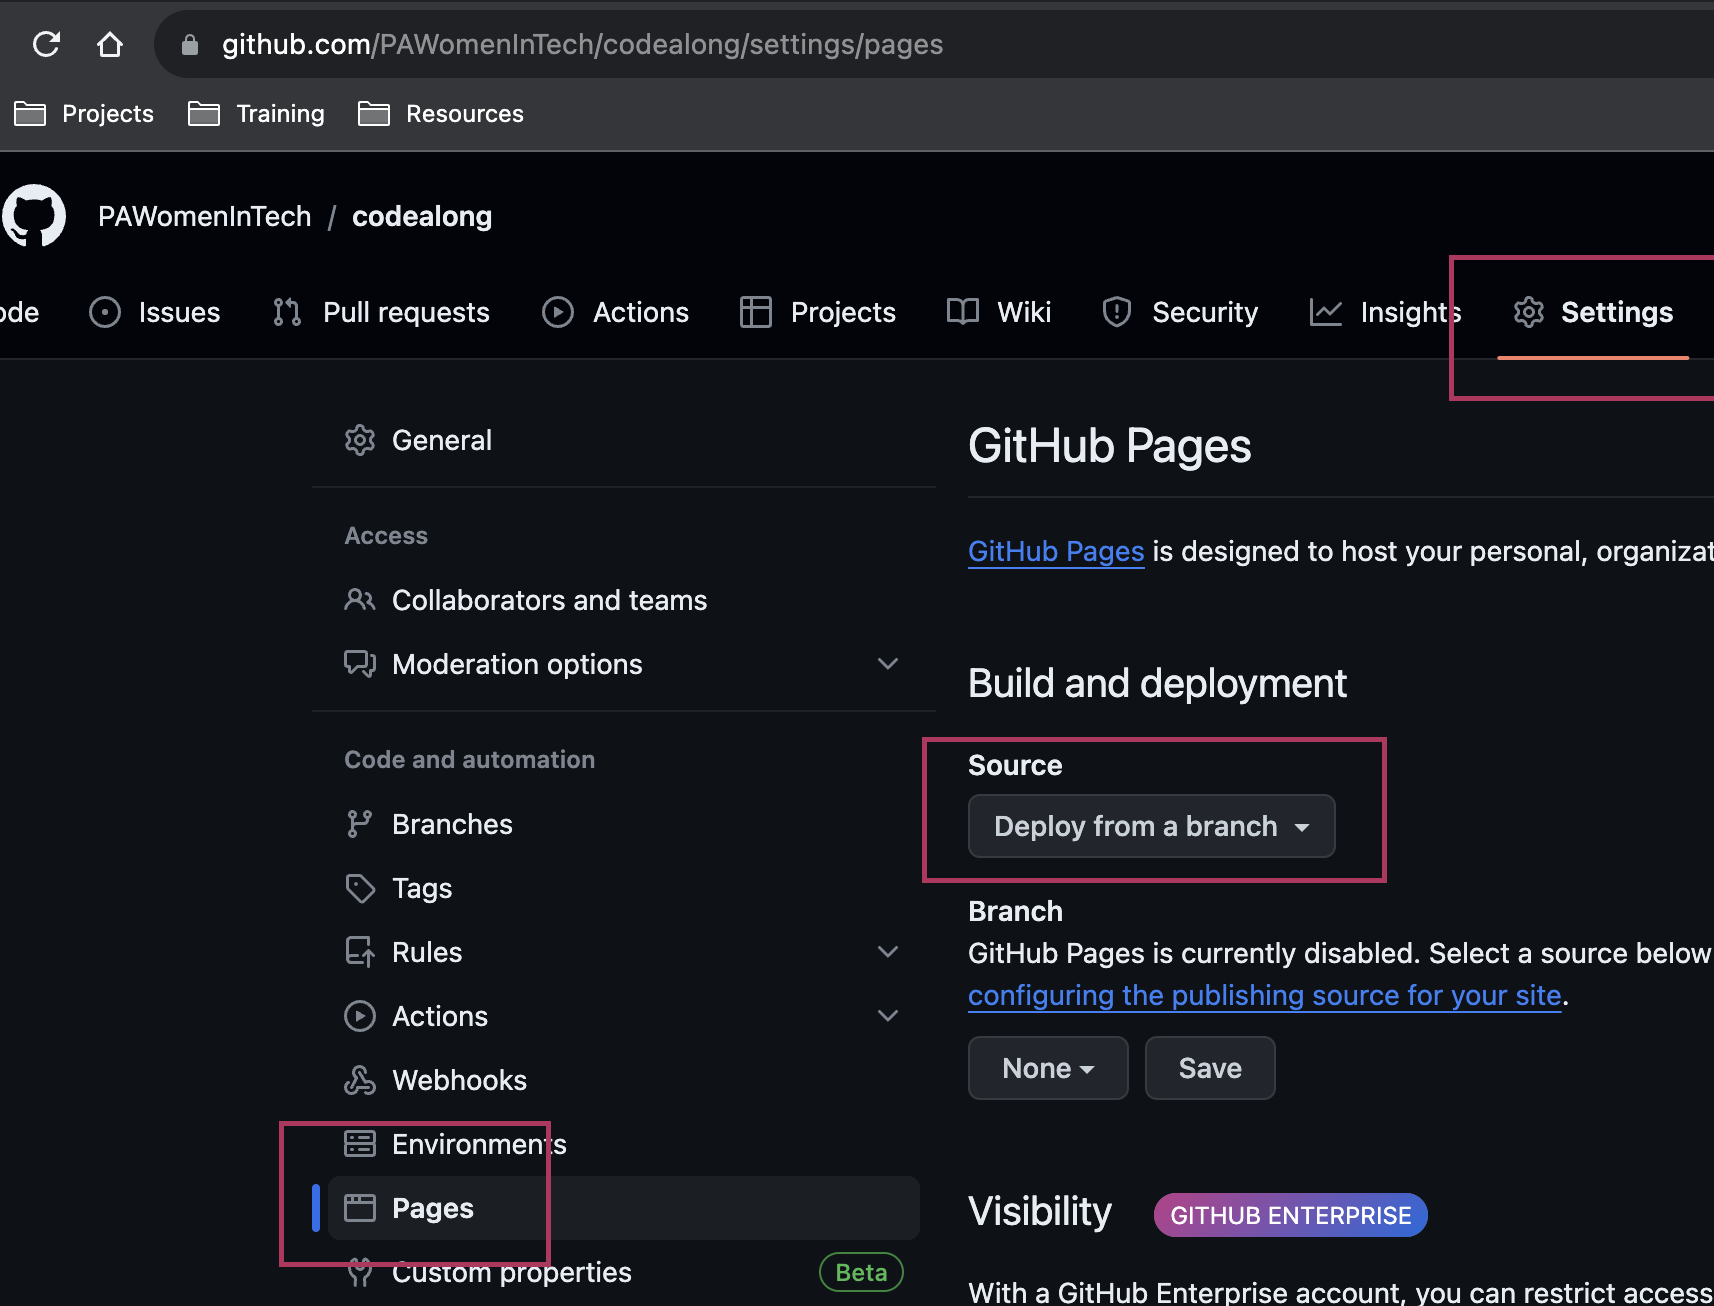 github.com/PAWomenInTech/codealong/settings/pages
Projects Training Resources
PAWomenInTech / codealong
ode Issues Pull requests Actions Projects Wiki Security Insights Settings
General
Access
Collaborators and teams
Moderation options
Code and automation
Branches
Tags
Rules
Actions
Webhooks
Environments
Pages
Custom properties Beta
GitHub Pages
GitHub Pages is designed to host your personal, organizat
Build and deployment
Source
Deploy from a branch
Branch
GitHub Pages is currently disabled. Select a source below
configuring the publishing source for your site.
None Save
Visibility GITHUB ENTERPRISE
With a GitHub Enterprise account, you can restrict access